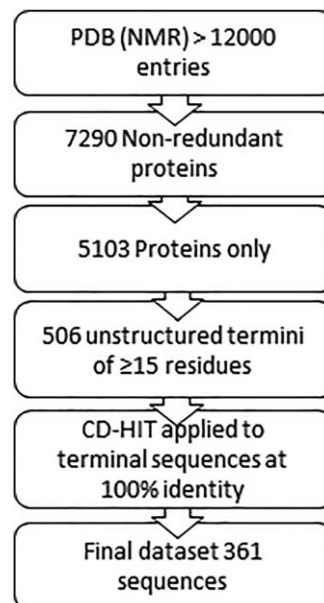 PDB (NMR) > 12000
entries
7290 Non-redundant
proteins
5103 Proteins only
506 unstructured termini
of ≥15 residues
CD-HIT applied to
terminal sequences at
100% identity
Final dataset 361
sequences